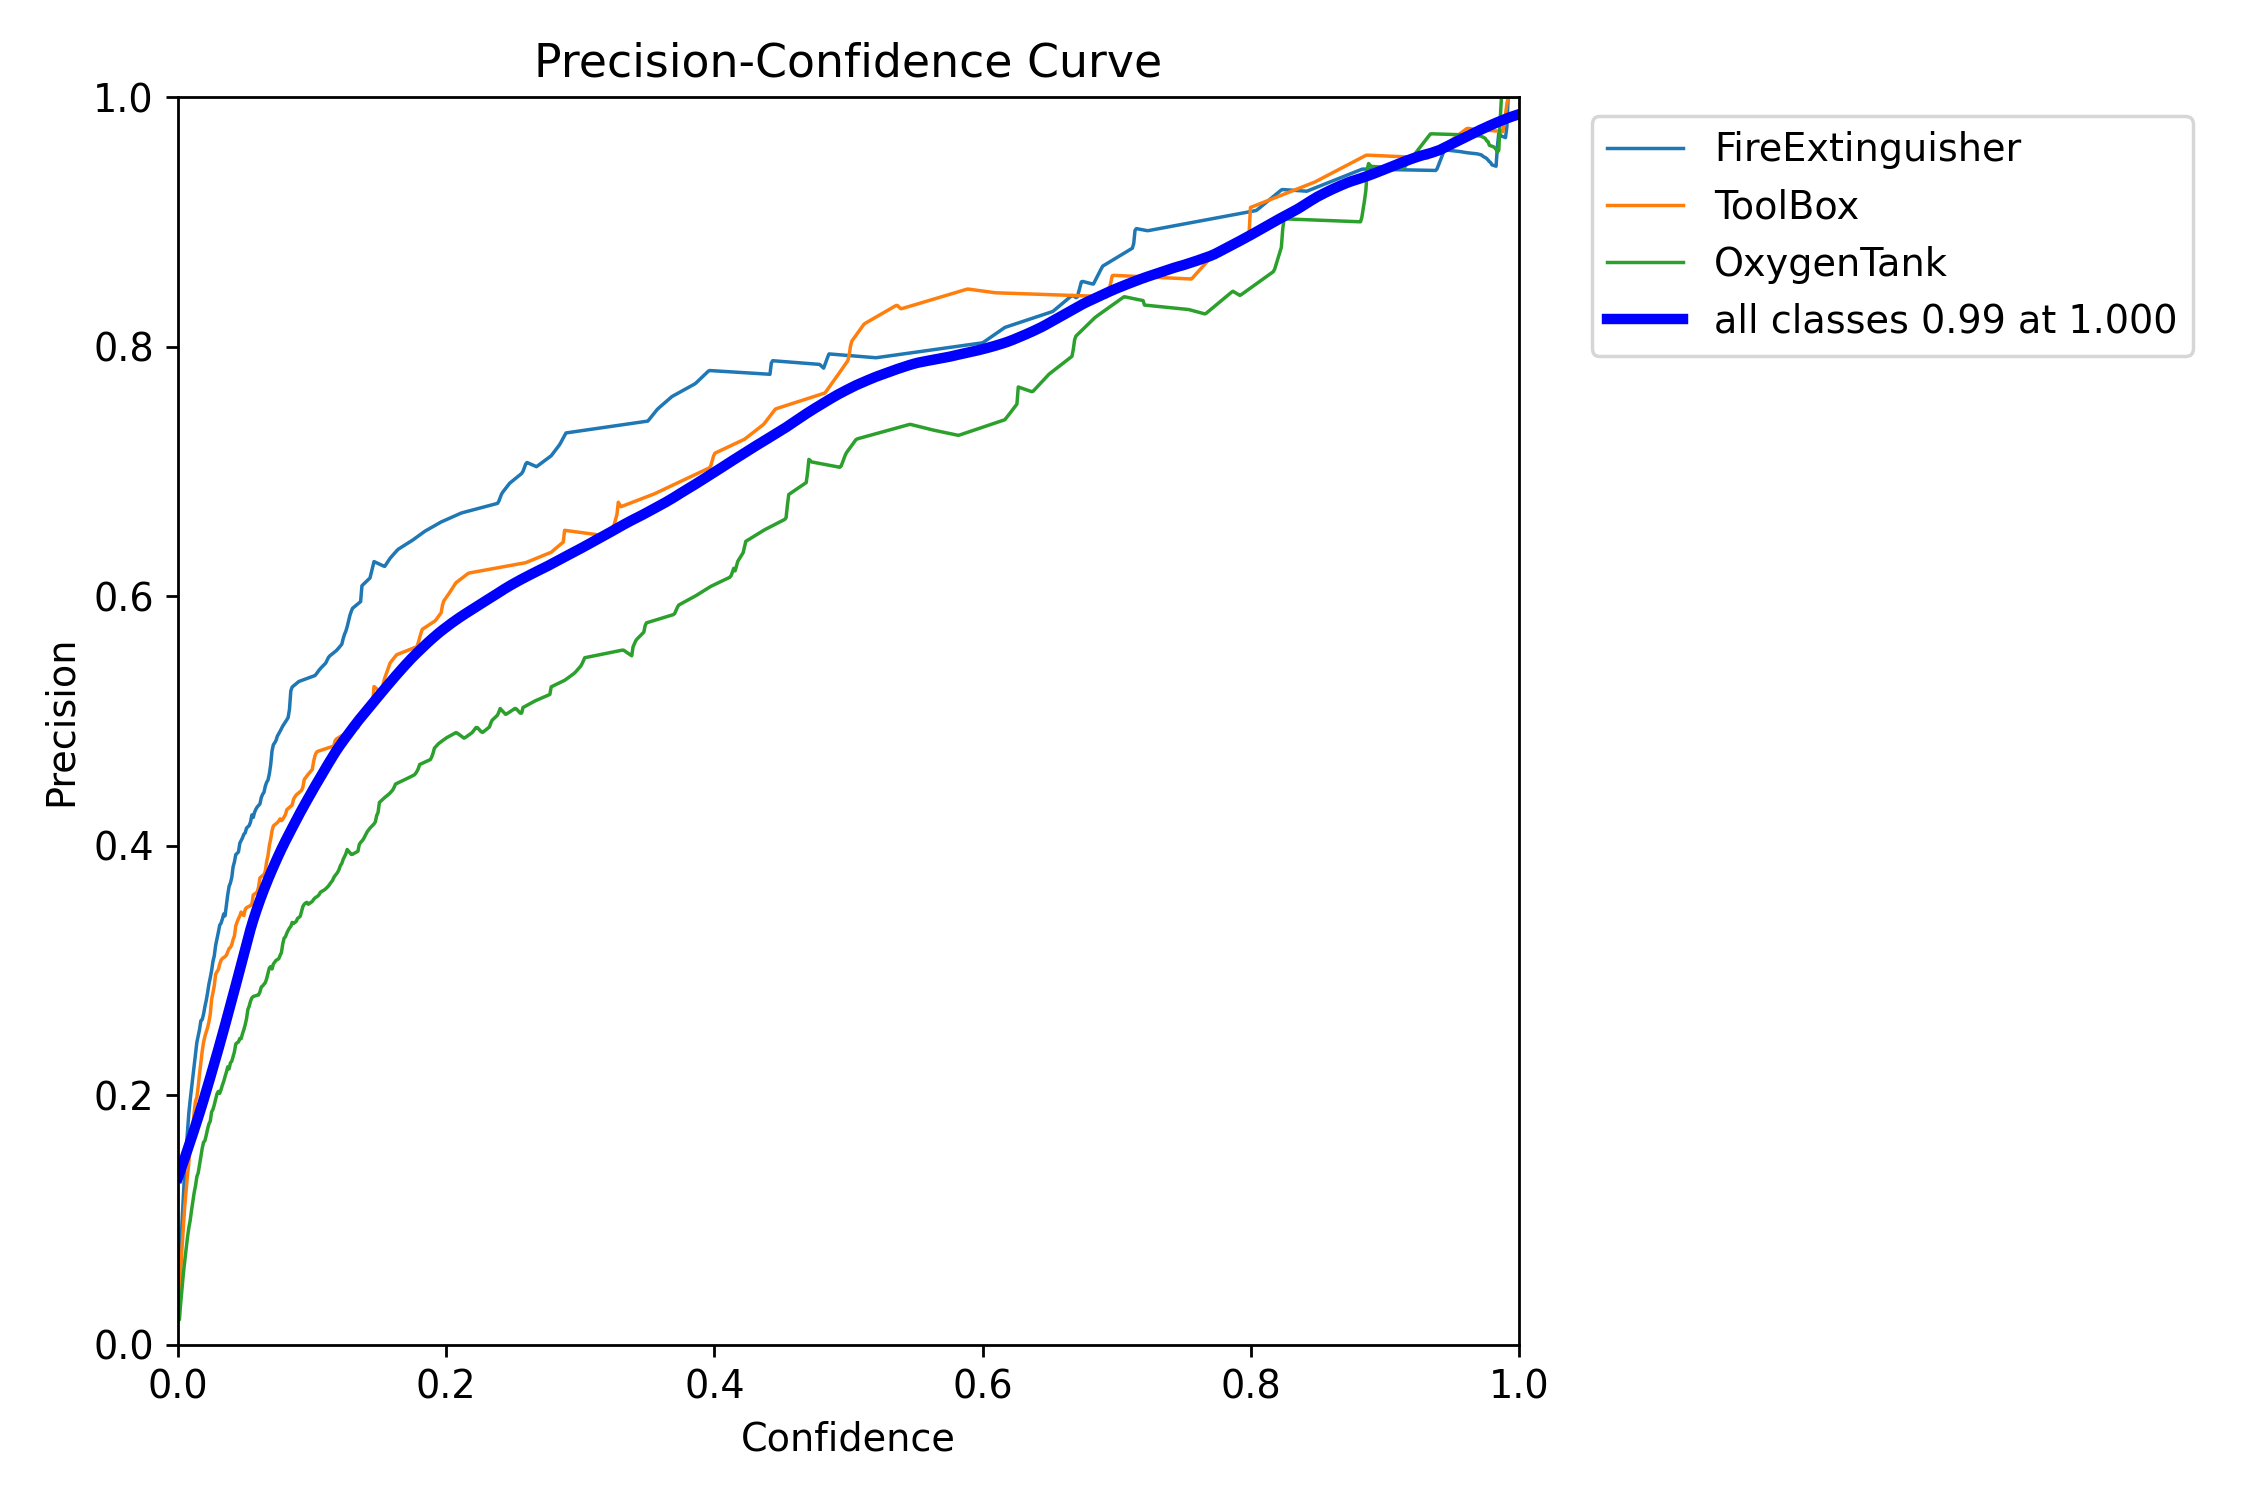 Precision-Confidence Curve
1.0
0.8
0.6
0.4
0.2
0.0
Precision
0.0 0.2 0.4 0.6 0.8 1.0
Confidence
FireExtinguisher
ToolBox
OxygenTank
all classes 0.99 at 1.000